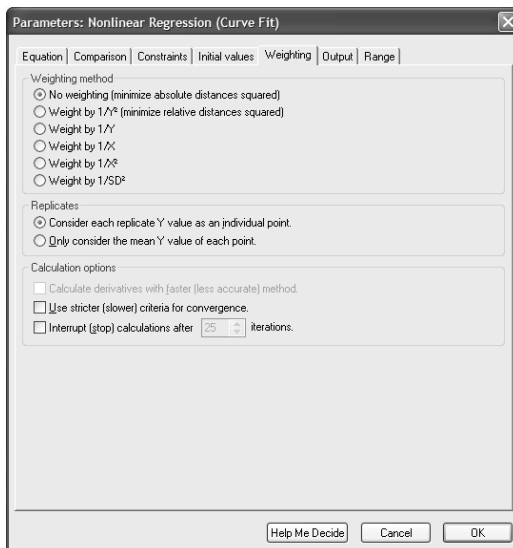 Parameters: Nonlinear Regression (Curve Fit)
Equation Comparison Constraints Initial values Weighting Output Range
Weighting method
No weighting (minimize absolute distances squared)
Weight by 1/Y² (minimize relative distances squared)
Weight by 1/Y
Weight by 1/X
Weight by 1/X²
Weight by 1/SD²
Replicates
Consider each replicate Y value as an individual point.
Only consider the mean Y value of each point.
Calculation options
Calculate derivatives with faster (less accurate) method.
Use stricter (slower) criteria for convergence.
Interrupt (stop) calculations after 25 iterations.
Help Me Decide Cancel OK